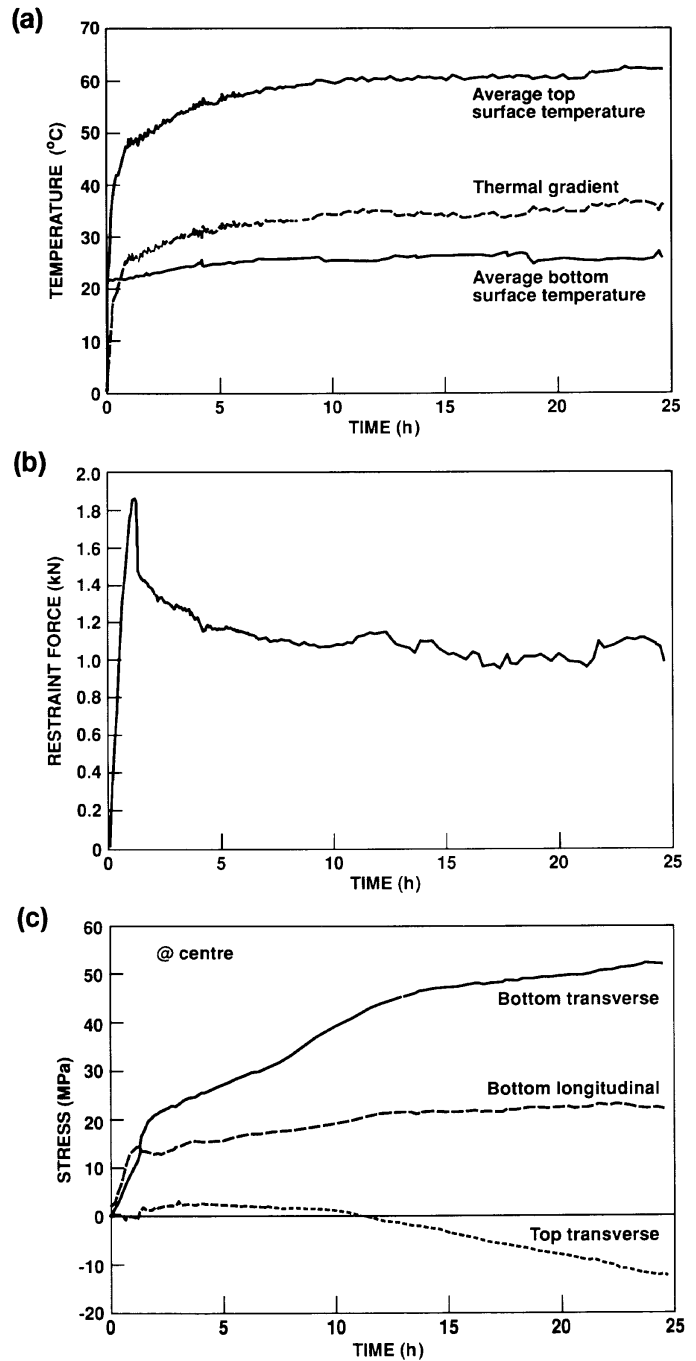 (a)
70
60
50
40
30
20
10
0
TEMPERATURE (°C)
Average top
surface temperature
Thermal gradient
Average bottom
surface temperature
0
5
10
15
20
25
TIME (h)
(b)
2.0
1.8
1.6
1.4
1.2
1.0
0.8
0.6
0.4
0.2
0
RESTRAINT FORCE (kN)
0
5
10
15
20
25
TIME (h)
(c)
60
50
40
30
20
10
0
-10
-20
STRESS (MPa)
@ centre
Bottom transverse
Bottom longitudinal
Top transverse
0
5
10
15
20
25
TIME (h)